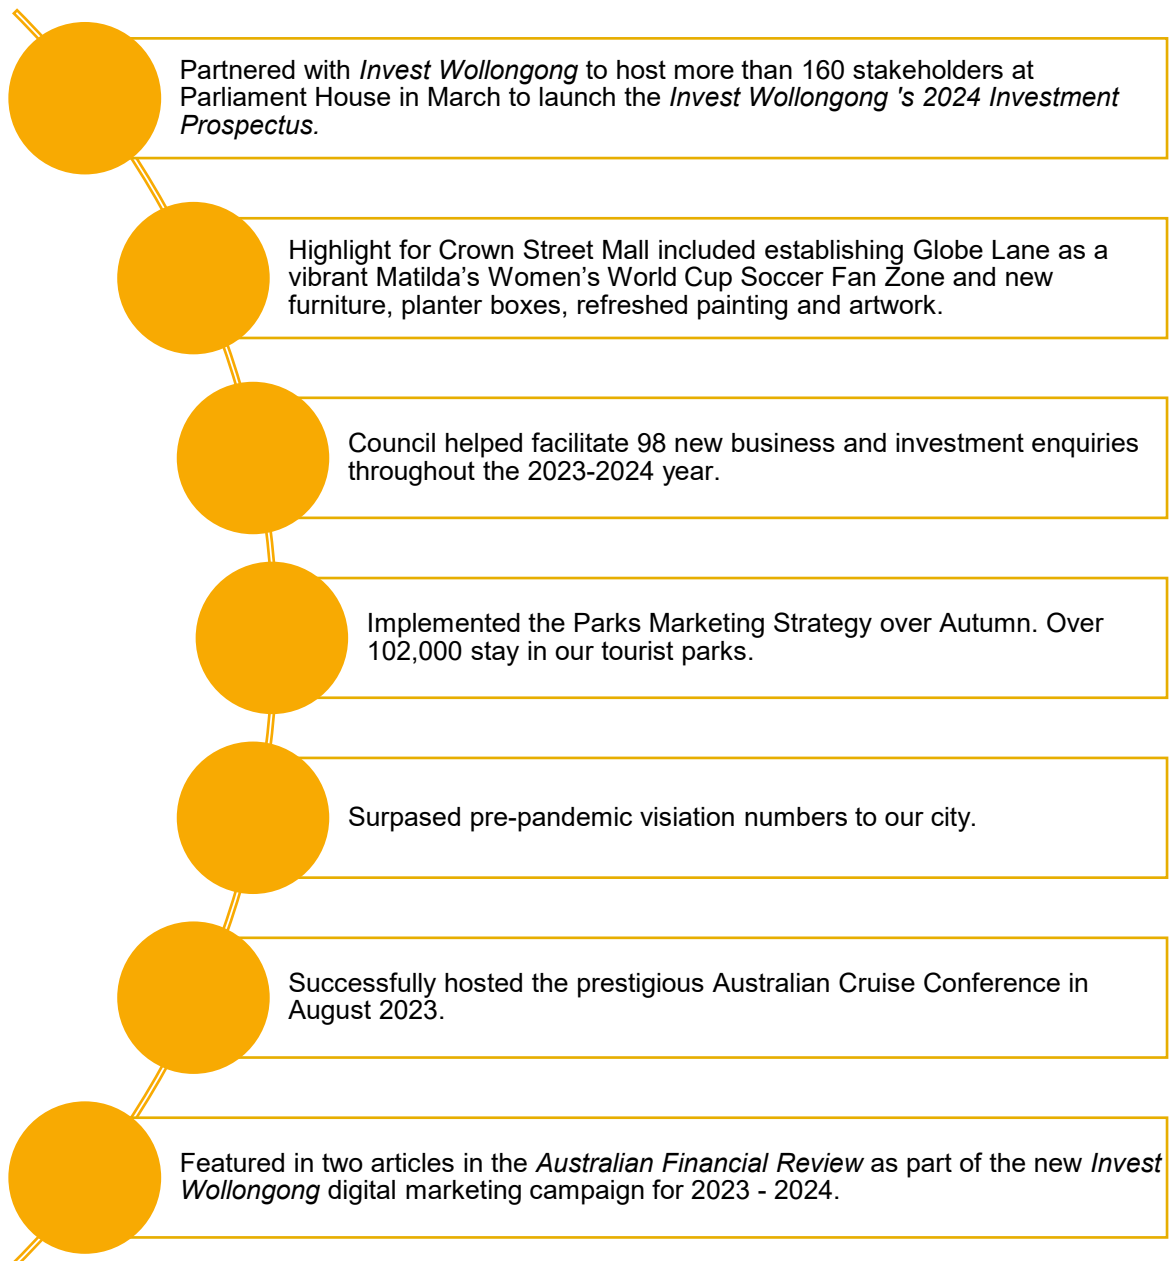 Partnered with Invest Wollongong to host more than 160 stakeholders at
Parliament House in March to launch the Invest Wollongong 's 2024 Investment
Prospectus.
Highlight for Crown Street Mall included establishing Globe Lane as a
vibrant Matilda’s Women’s World Cup Soccer Fan Zone and new
furniture, planter boxes, refreshed painting and artwork.
Council helped facilitate 98 new business and investment enquiries
throughout the 2023-2024 year.
Implemented the Parks Marketing Strategy over Autumn. Over
102,000 stay in our tourist parks.
Surpased pre-pandemic visiation numbers to our city.
Successfully hosted the prestigious Australian Cruise Conference in
August 2023.
Featured in two articles in the Australian Financial Review as part of the new Invest
Wollongong digital marketing campaign for 2023 - 2024.